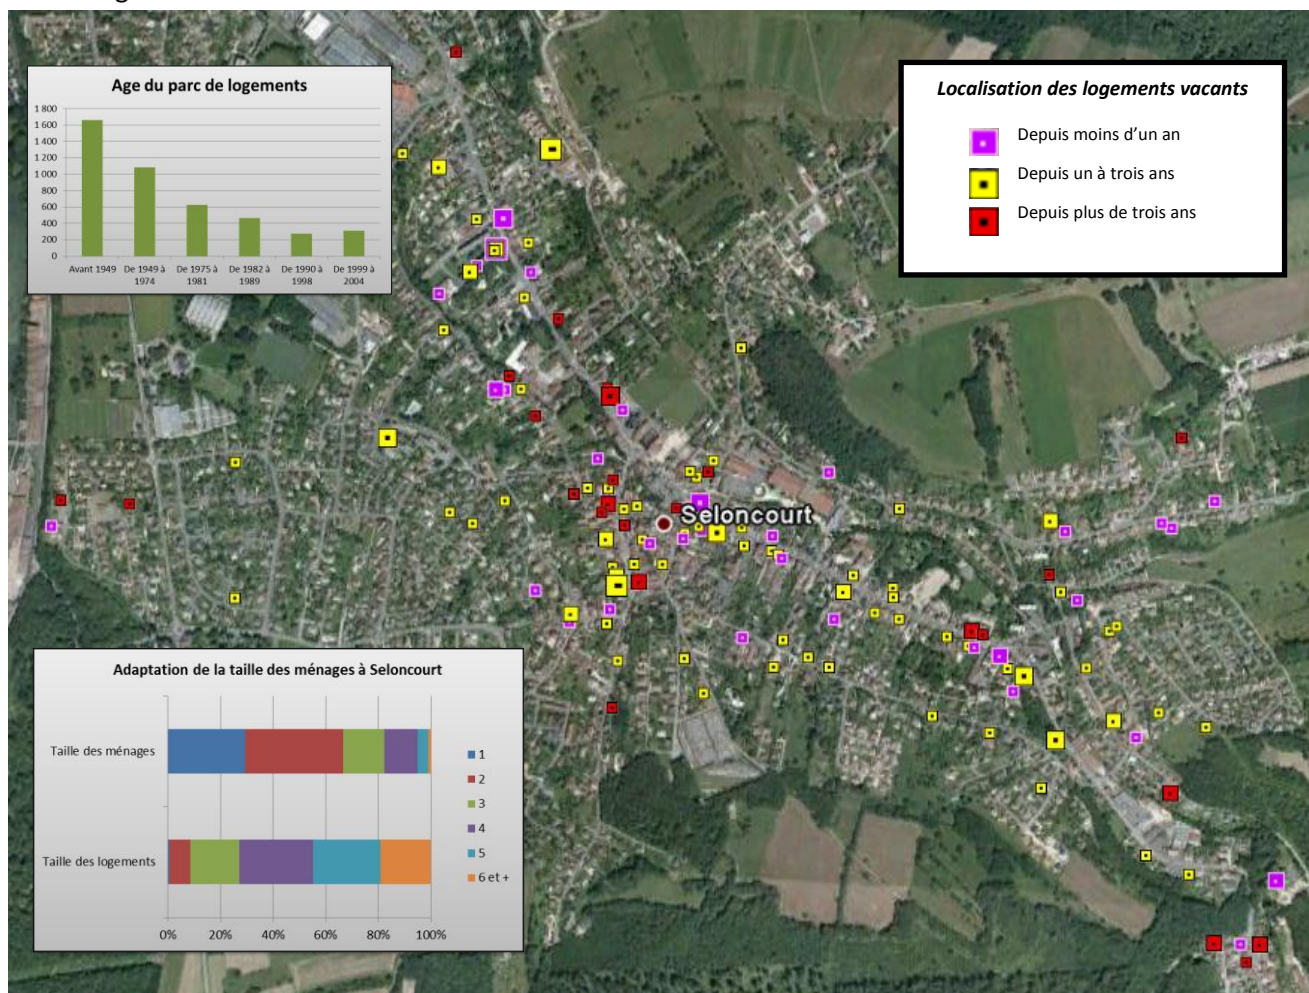 Age du parc de logements
1 800
1 600
1 400
1 200
1 000
800
600
400
200
0
Avant 1949
De 1949 à 1974
De 1975 à 1981
De 1982 à 1989
De 1990 à 1998
De 1999 à 2004
Localisation des logements vacants
Depuis moins d'un an
Depuis un à trois ans
Depuis plus de trois ans
Seloncourt
Adaptation de la taille des ménages à Seloncourt
Taille des ménages
Taille des logements
0% 20% 40% 60% 80% 100%
1
2
3
4
5
6 et +